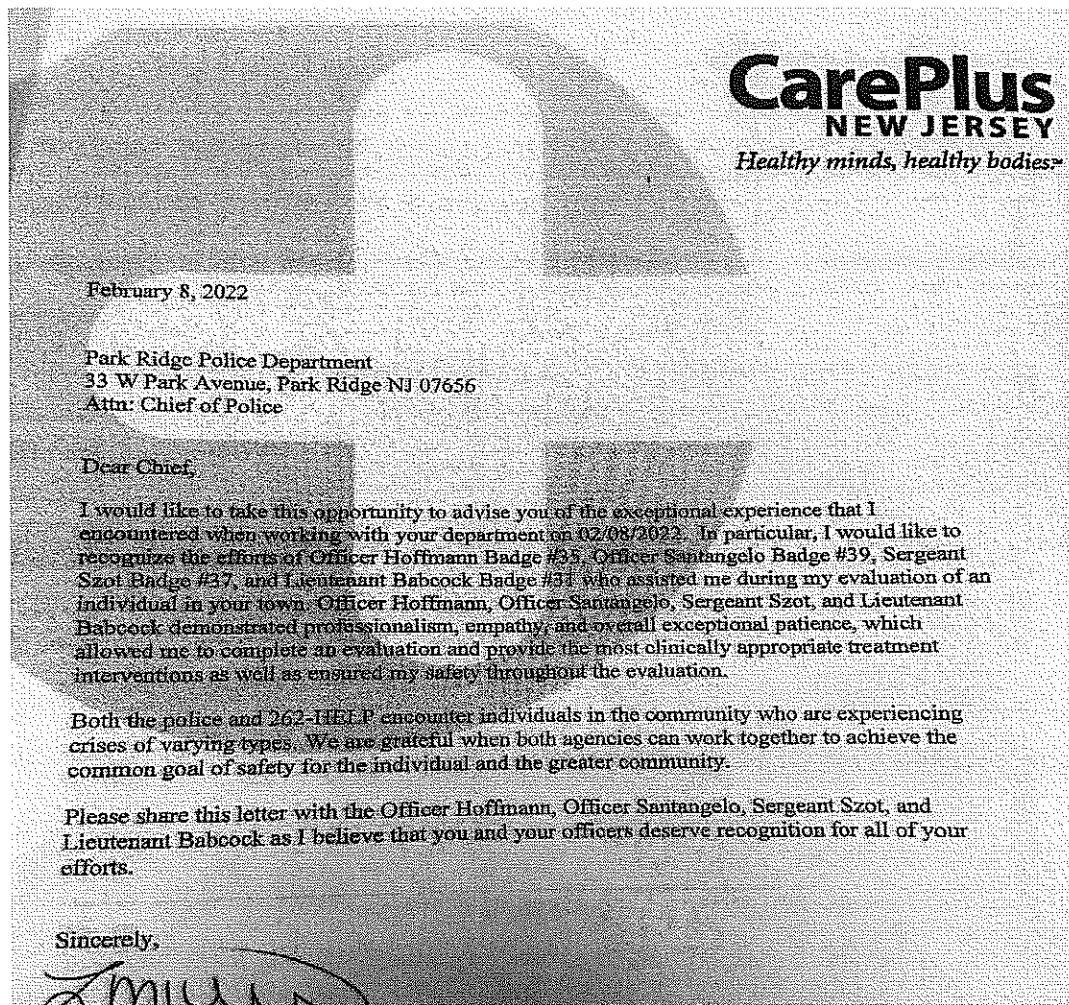 CarePlus
NEW JERSEY
Healthy minds, healthy bodies℠
February 8, 2022
Park Ridge Police Department
33 W Park Avenue, Park Ridge NJ 07656
Attn: Chief of Police
Dear Chief,
I would like to take this opportunity to advise you of the exceptional experience that I
encountered when working with your department on 02/08/2022. In particular, I would like to
recognize the efforts of Officer Hoffmann Badge #35, Officer Santangelo Badge #39, Sergeant
Szot Badge #37, and Lieutenant Babcock Badge #31 who assisted me during my evaluation of an
individual in your town. Officer Hoffmann, Officer Santangelo, Sergeant Szot, and Lieutenant
Babcock demonstrated professionalism, empathy, and overall exceptional patience, which
allowed me to complete an evaluation and provide the most clinically appropriate treatment
interventions as well as ensured my safety throughout the evaluation.
Both the police and 262-HELP encounter individuals in the community who are experiencing
crises of varying types. We are grateful when both agencies can work together to achieve the
common goal of safety for the individual and the greater community.
Please share this letter with the Officer Hoffmann, Officer Santangelo, Sergeant Szot, and
Lieutenant Babcock as I believe that you and your officers deserve recognition for all of your
efforts.
Sincerely,